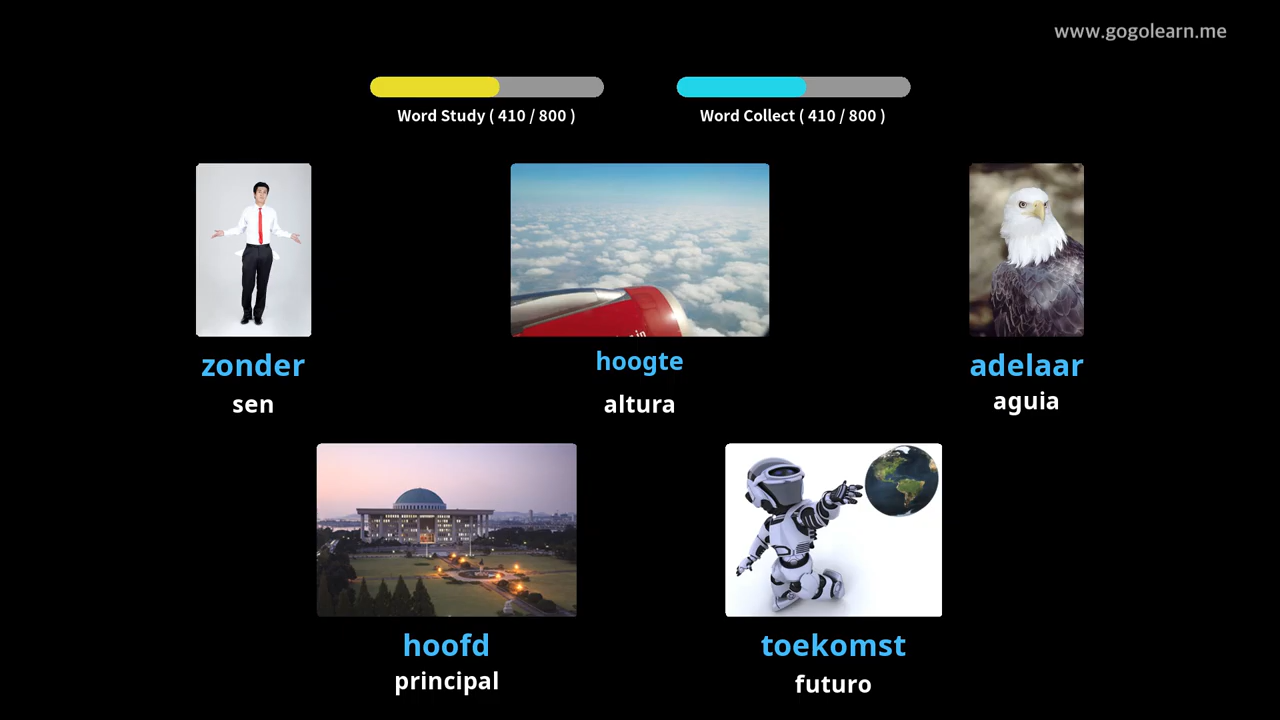 www.gogolearn.me
Word Study ( 410 / 800 )
Word Collect ( 410 / 800 )
zonder
hoogte
adelaar
sen
altura
aguia
hoofd
toekomst
principal
futuro